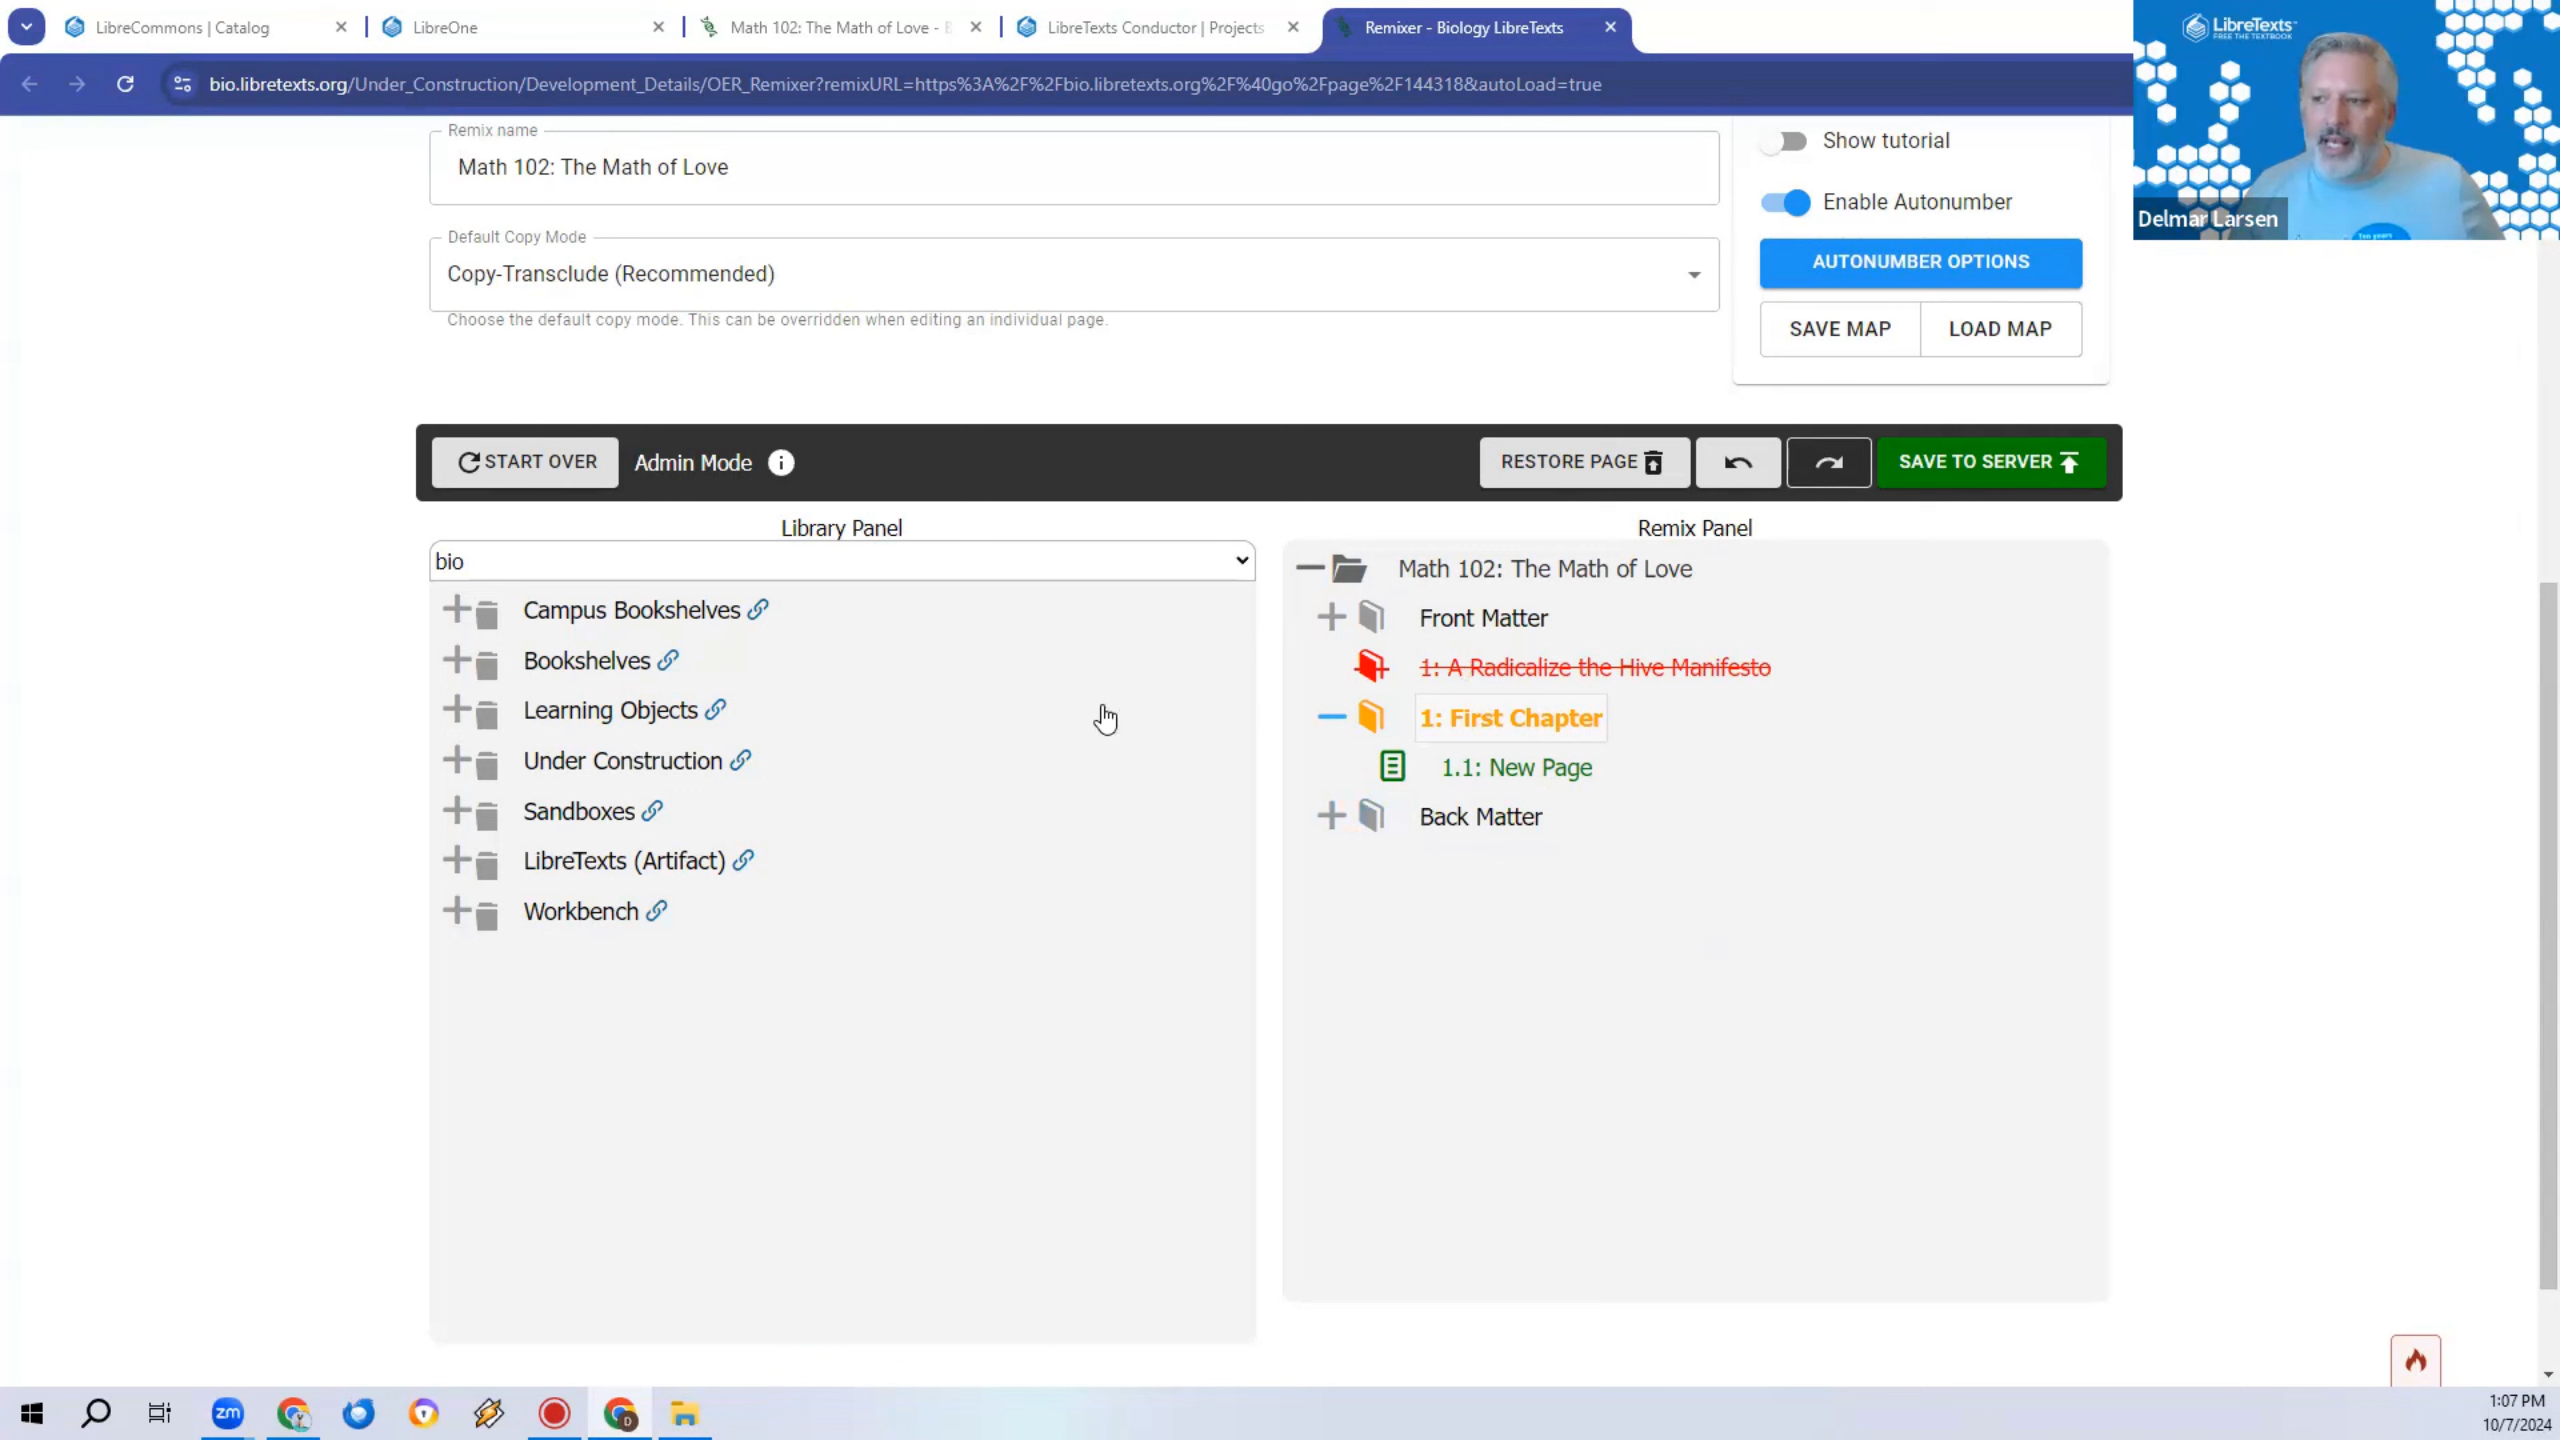 LibreCommons | Catalog
LibreOne
Math 102: The Math of Love -
LibreTexts Conductor | Projects
Remixer - Biology LibreTexts
bio.libretexts.org/Under_Construction/Development_Details/OER_Remixer?remixURL=https%3A%2F%2Fbio.libretexts.org%2F%40go%2Fpage%2F144318&autoLoad=true
LibreTexts
FREE THE TEXTBOOK
Delmar Larsen
Ten years
Remix name
Math 102: The Math of Love
Default Copy Mode
Copy-Transclude (Recommended)
Choose the default copy mode. This can be overridden when editing an individual page.
Show tutorial
Enable Autonumber
AUTONUMBER OPTIONS
SAVE MAP
LOAD MAP
START OVER
Admin Mode
RESTORE PAGE
SAVE TO SERVER
Library Panel
bio
Campus Bookshelves
Bookshelves
Learning Objects
Under Construction
Sandboxes
LibreTexts (Artifact)
Workbench
Remix Panel
Math 102: The Math of Love
Front Matter
1: A Radicalize the Hive Manifesto
1: First Chapter
1.1: New Page
Back Matter
zm
D
1:07 PM
10/7/2024